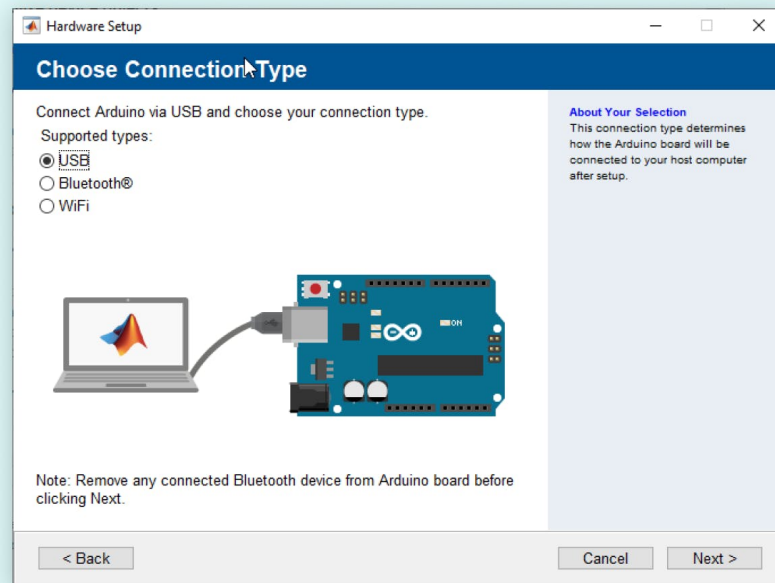 Hardware Setup
Choose Connection Type
Connect Arduino via USB and choose your connection type.
Supported types:
USB
Bluetooth®
WiFi
ON
Note: Remove any connected Bluetooth device from Arduino board before
clicking Next.
About Your Selection
This connection type determines
how the Arduino board will be
connected to your host computer
after setup.
< Back
Cancel
Next >